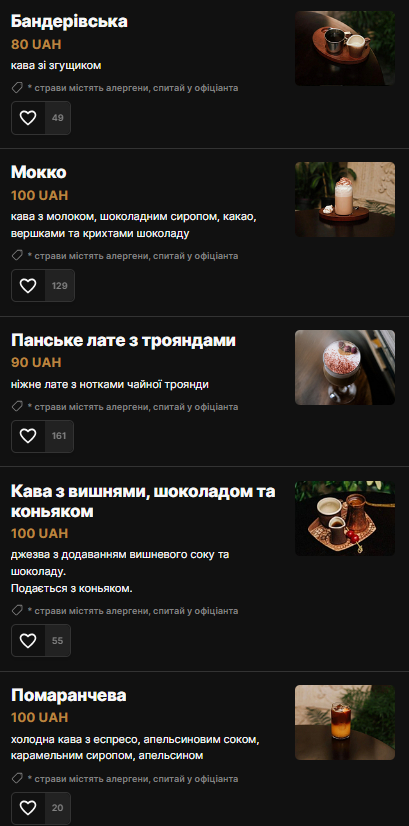 Бандерівська
80 UAH
кава зі згущиком
* страви містять алергени, спитай у офіціанта
49
Мокко
100 UAH
кава з молоком, шоколадним сиропом, какао,
вершками та крихтами шоколаду
* страви містять алергени, спитай у офіціанта
129
Панське лате з трояндами
90 UAH
ніжне лате з нотками чайної троянди
* страви містять алергени, спитай у офіціанта
161
Кава з вишнями, шоколадом та
коньяком
100 UAH
джезва з додаванням вишневого соку та
шоколаду.
Подається з коньяком.
* страви містять алергени, спитай у офіціанта
55
Помаранчева
100 UAH
холодна кава з еспресо, апельсиновим соком,
карамельним сиропом, апельсином
* страви містять алергени, спитай у офіціанта
20